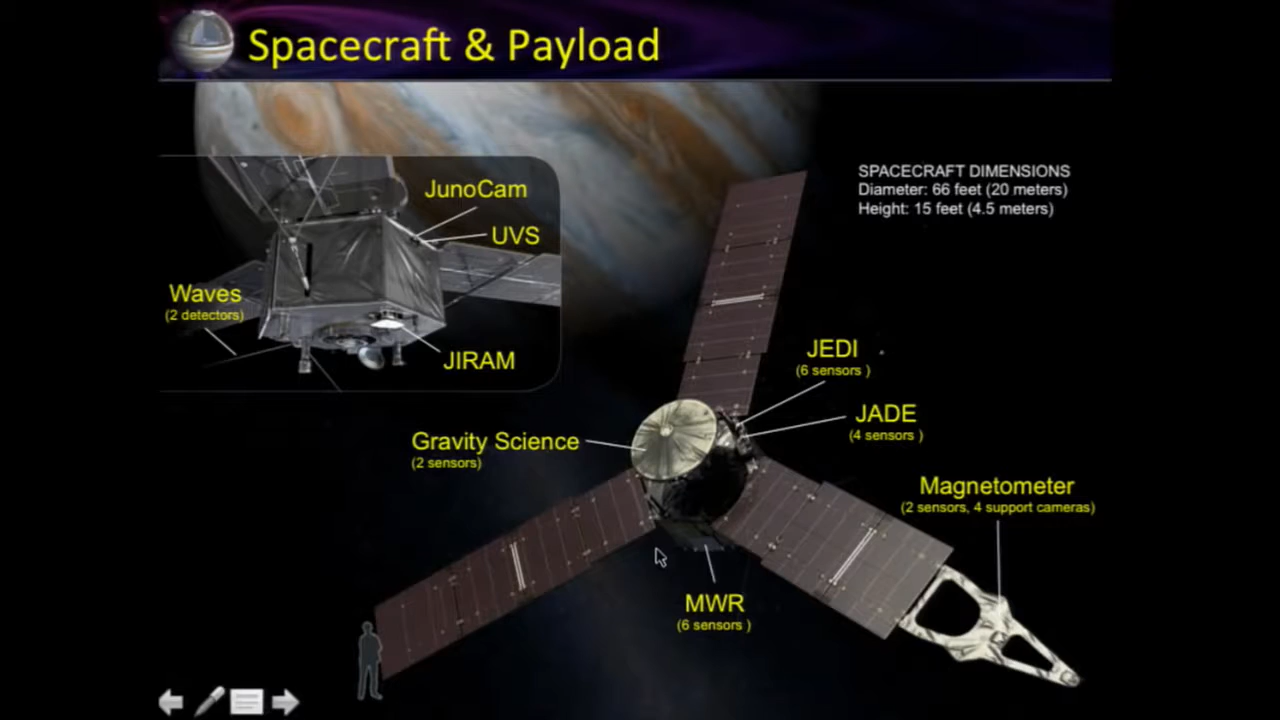 Spacecraft & Payload
SPACECRAFT DIMENSIONS
Diameter: 66 feet (20 meters)
Height: 15 feet (4.5 meters)
JunoCam
UVS
Waves
(2 detectors)
JIRAM
JEDI
(6 sensors )
JADE
(4 sensors )
Gravity Science
(2 sensors)
Magnetometer
(2 sensors, 4 support cameras)
MWR
(6 sensors )